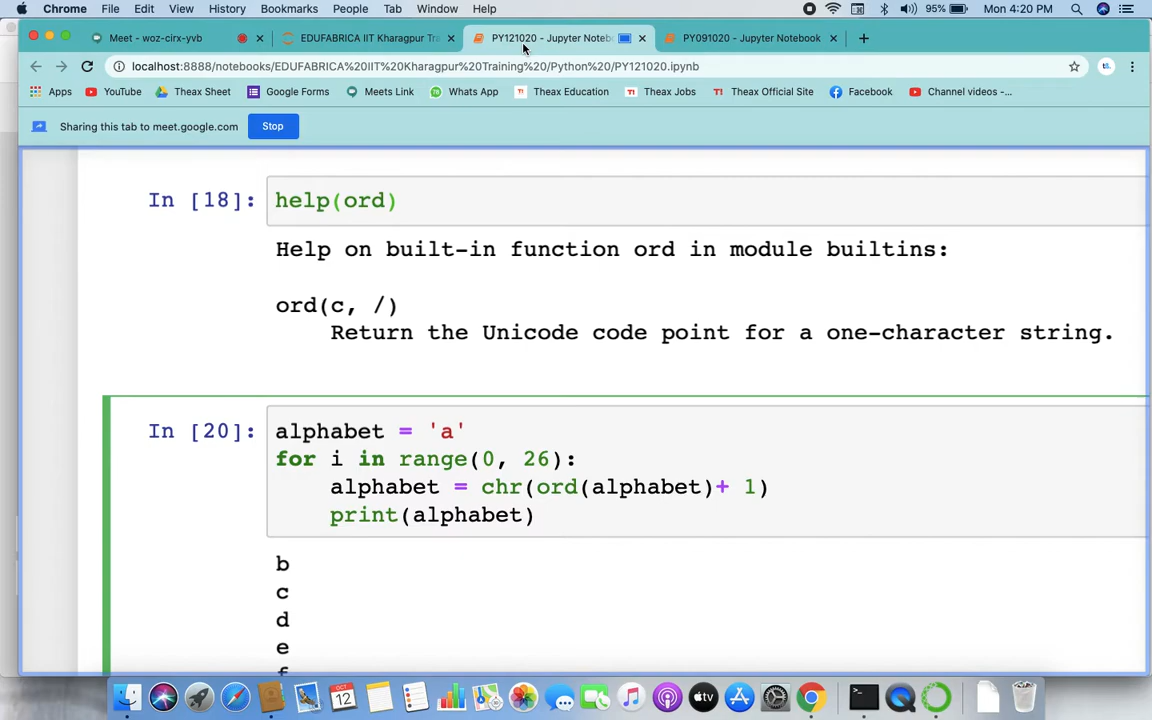 Chrome File Edit View History Bookmarks People Tab Window Help 95% Mon 4:20 PM
Meet - woz-cirx-yvb EDUFABRICA IIT Kharagpur Tra PY121020 - Jupyter Noteb PY091020 - Jupyter Notebook
localhost:8888/notebooks/EDUFABRICA%20IIT%20Kharagpur%20Training%20/Python%20/PY121020.ipynb
Apps YouTube Theax Sheet Google Forms Meets Link Whats App Theax Education Theax Jobs Theax Official Site Facebook Channel videos -...
Sharing this tab to meet.google.com Stop
In [18]: help(ord)
Help on built-in function ord in module builtins:
ord(c, /)
Return the Unicode code point for a one-character string.
In [20]: alphabet = 'a'
for i in range(0, 26):
alphabet = chr(ord(alphabet)+ 1)
print(alphabet)
b
c
d
e
f
OCT
12
tv